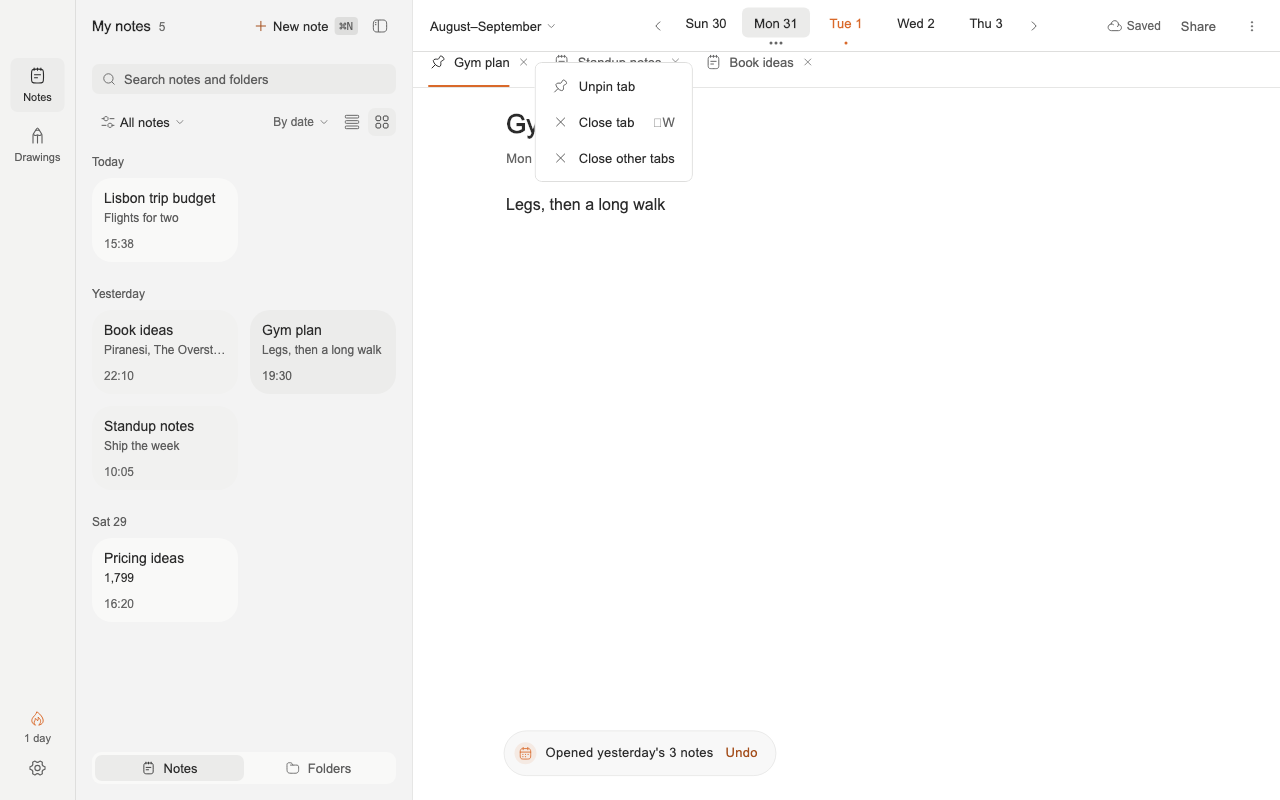 Notes
Drawings
1 day
My notes 5
New note ⌘N
Search notes and folders
All notes
By date
Today
Lisbon trip budget
Flights for two
15:38
Yesterday
Book ideas
Piranesi, The Overst…
22:10
Gym plan
Legs, then a long walk
19:30
Standup notes
Ship the week
10:05
Sat 29
Pricing ideas
1,799
16:20
Notes
Folders
August–September
Sun 30
Mon 31
Tue 1
Wed 2
Thu 3
Saved
Share
Gym plan
Standup notes
Book ideas
Unpin tab
Close tab W
Close other tabs
Gy
Mon
Legs, then a long walk
Opened yesterday's 3 notes Undo